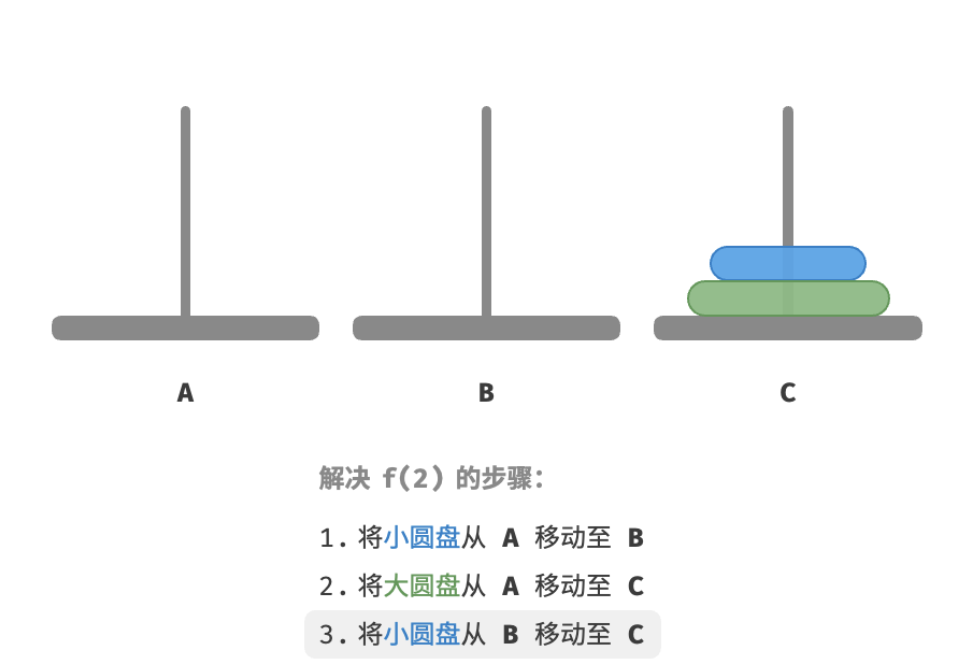 A B C
解决 f(2) 的步骤：
1. 将小圆盘从 A 移动至 B
2. 将大圆盘从 A 移动至 C
3. 将小圆盘从 B 移动至 C